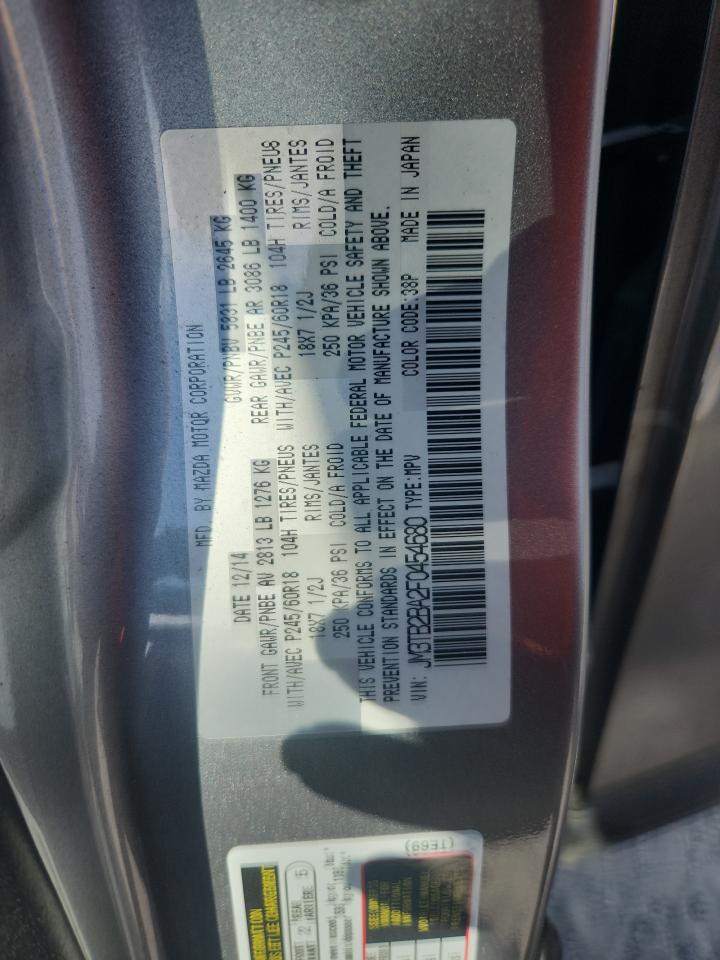 MFD. BY MAZDA MOTOR CORPORATION
DATE 12/14 GVWR/PNBV 5831 LB 2645 KG
FRONT GAWR/PNBE AV 2813 LB 1276 KG REAR GAWR/PNBE AR 3086 LB 1400 KG
WITH/AVEC P245/60R18 104H TIRES/PNEUS WITH/AVEC P245/60R18 104H TIRES/PNEUS
18X7 1/2J RIMS/JANTES 18X7 1/2J RIMS/JANTES
250 KPA/36 PSI COLD/A FROID 250 KPA/36 PSI COLD/A FROID
THIS VEHICLE CONFORMS TO ALL APPLICABLE FEDERAL MOTOR VEHICLE SAFETY AND THEFT
PREVENTION STANDARDS IN EFFECT ON THE DATE OF MANUFACTURE SHOWN ABOVE.
VIN: JM3TB2BA2F0454680 TYPE:MPV COLOR CODE:38P MADE IN JAPAN
(TE69)